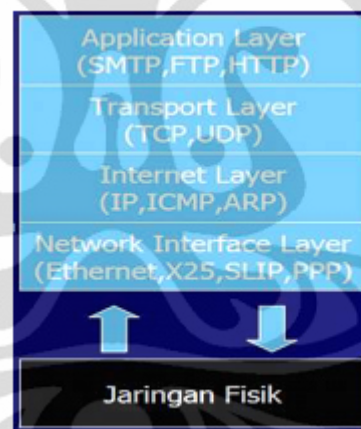 Application Layer
(SMTP,FTP,HTTP)
Transport Layer
(TCP,UDP)
Internet Layer
(IP,ICMP,ARP)
Network Interface Layer
(Ethernet,X25,SLIP,PPP)
Jaringan Fisik